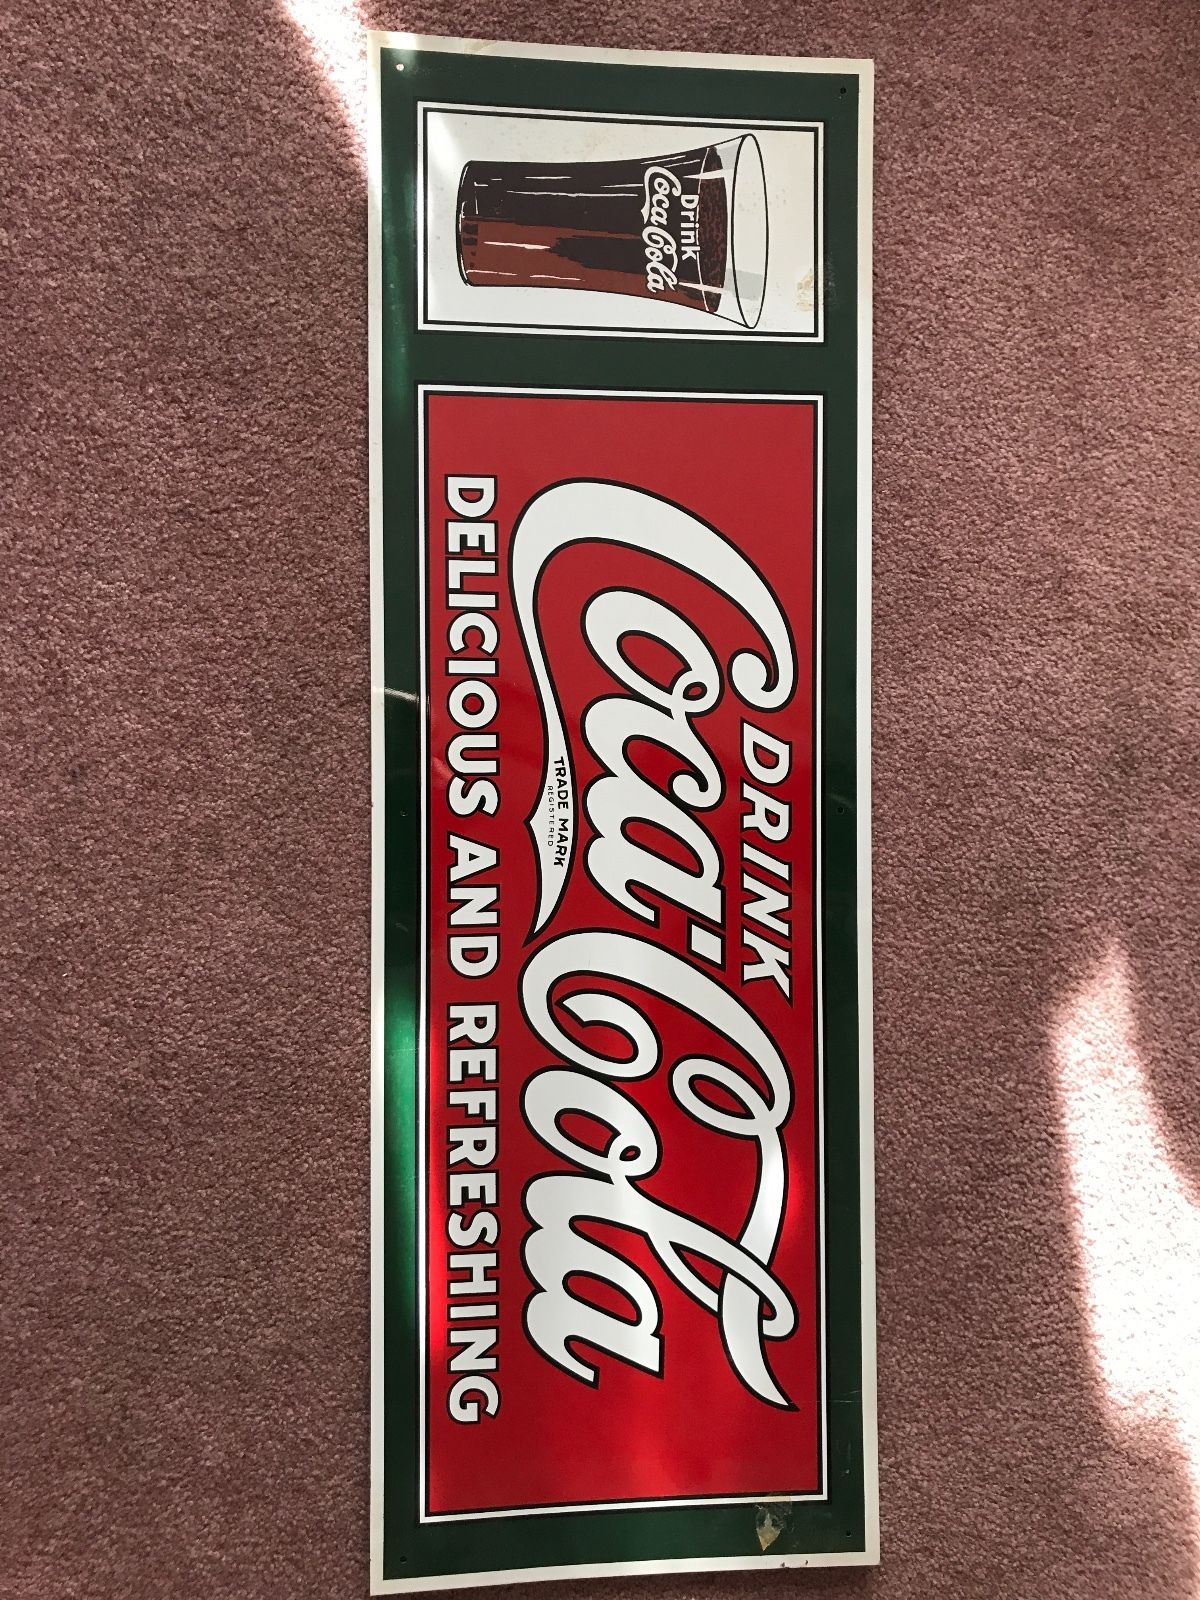 Drink
Coca-Cola
DRINK
Coca-Cola
TRADE MARK
REGISTERED
DELICIOUS AND REFRESHING